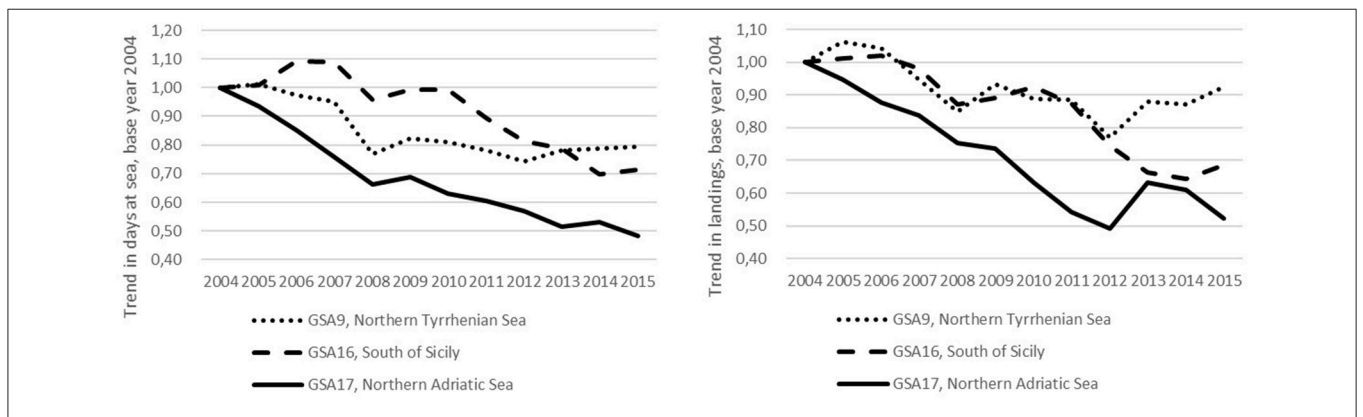 Trend in days at sea, base year 2004
1,20
1,10
1,00
0,90
0,80
0,70
0,60
0,50
0,40
2004 2005 2006 2007 2008 2009 2010 2011 2012 2013 2014 2015
GSA9, Northern Tyrrhenian Sea
GSA16, South of Sicily
GSA17, Northern Adriatic Sea
Trend in landings, base year 2004
1,10
1,00
0,90
0,80
0,70
0,60
0,50
0,40
2004 2005 2006 2007 2008 2009 2010 2011 2012 2013 2014 2015
GSA9, Northern Tyrrhenian Sea
GSA16, South of Sicily
GSA17, Northern Adriatic Sea